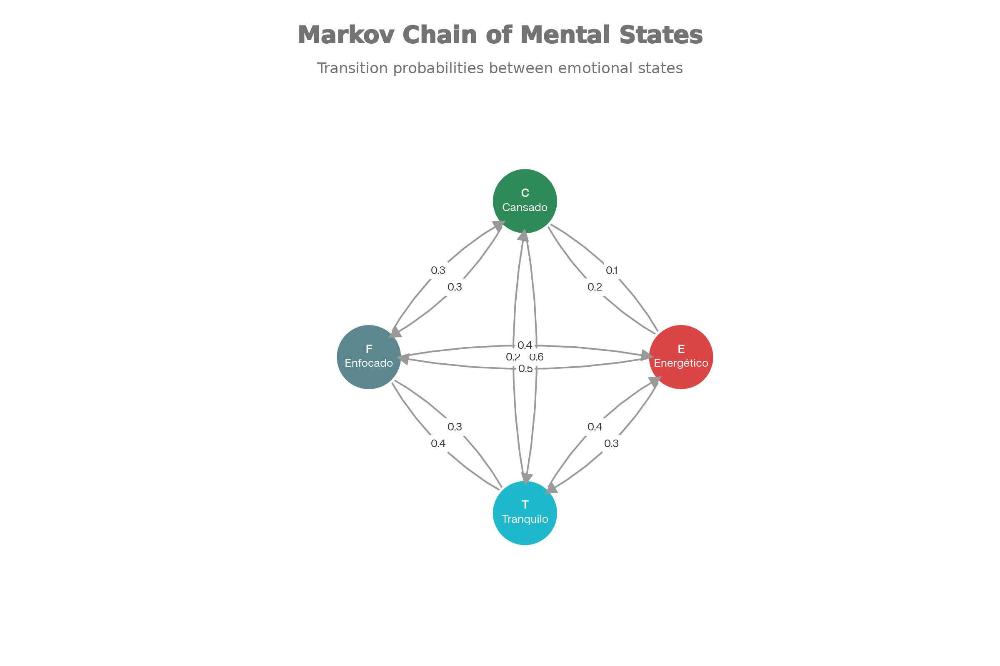 Markov Chain of Mental States
Transition probabilities between emotional states
C
Cansado
0.3
0.1
0.3
0.2
0.4
F
Enfocado
0.2
0.6
E
Energético
0.5
0.3
0.4
0.4
0.3
T
Tranquilo